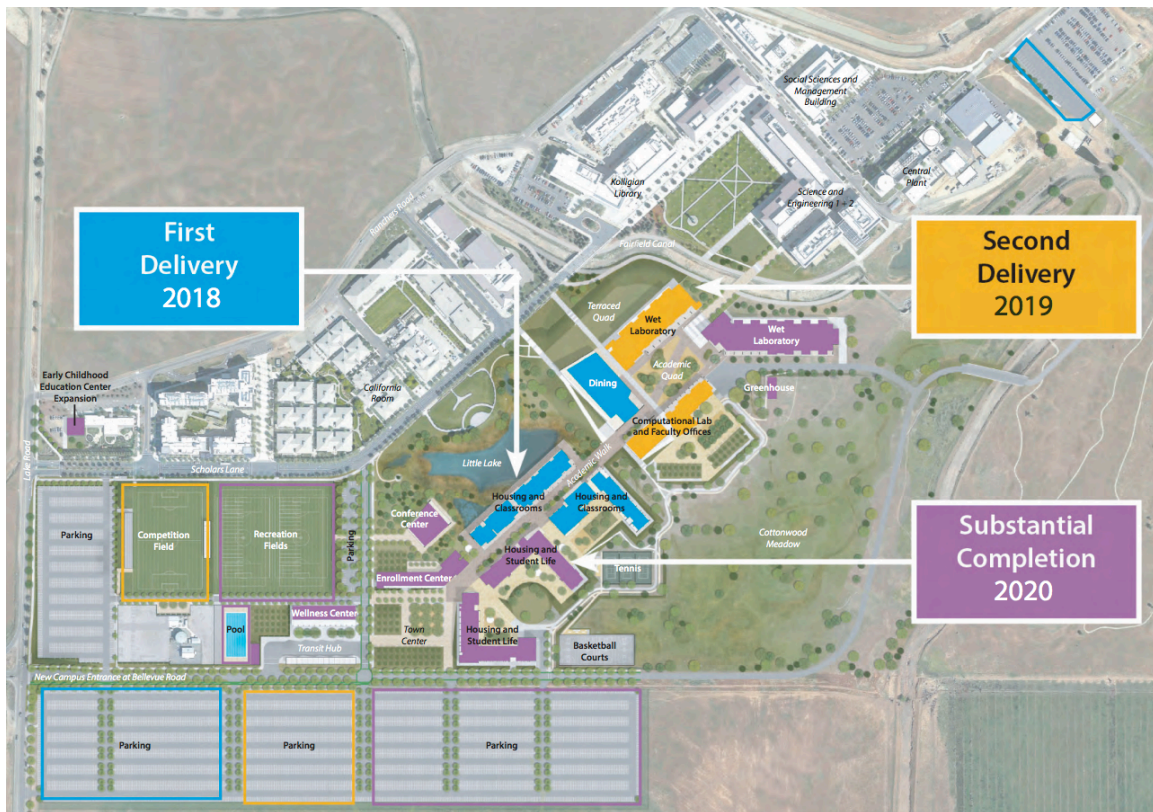 Social Sciences and
Management
Building
Kolligian
Library
Central
Plant
Science and
Engineering 1 – 2
Ranchers Road
Fairfield Canal
First
Delivery
2018
Second
Delivery
2019
Terraced
Quad
Wet
Laboratory
Wet
Laboratory
Academic
Quad
Dining
Greenhouse
Early Childhood
Education Center
Expansion
California
Room
Computational Lab
and Faculty Offices
Lake Road
Scholars Lane
Little Lake
Academic Walk
Housing and
Classrooms
Housing and
Classrooms
Conference
Center
Parking
Competition
Field
Recreation
Fields
Parking
Cottonwood
Meadow
Substantial
Completion
2020
Housing and
Student Life
Enrollment Center
Tennis
Pool
Wellness Center
Town
Center
Housing and
Student Life
Transit Hub
Basketball
Courts
New Campus Entrance at Bellevue Road
Parking
Parking
Parking